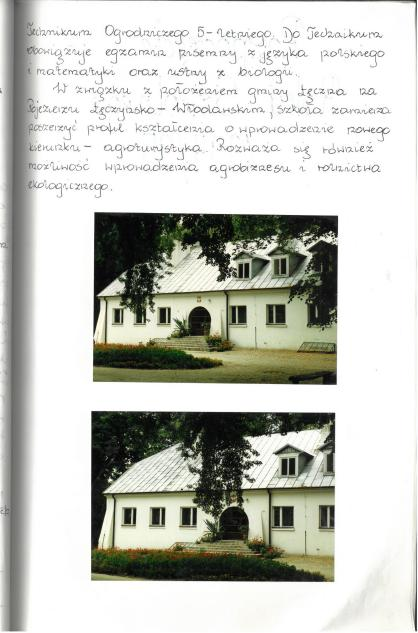 Technikum Ogrodniczego 5-letniego. Do Technikum
obowiązuje egzamin pisemny z języka polskiego
i matematyki oraz ustny z biologii.
W związku z położeniem gminy Łęczna na
Pojezierzu Łęczyńsko - Włodawskim, szkoła zamierza
poszerzyć profil kształcenia o wprowadzenie nowego
kierunku - agroturystyka. Rozważa się również
możliwość wprowadzenia agrobiznesu i rolnictwa
ekologicznego.